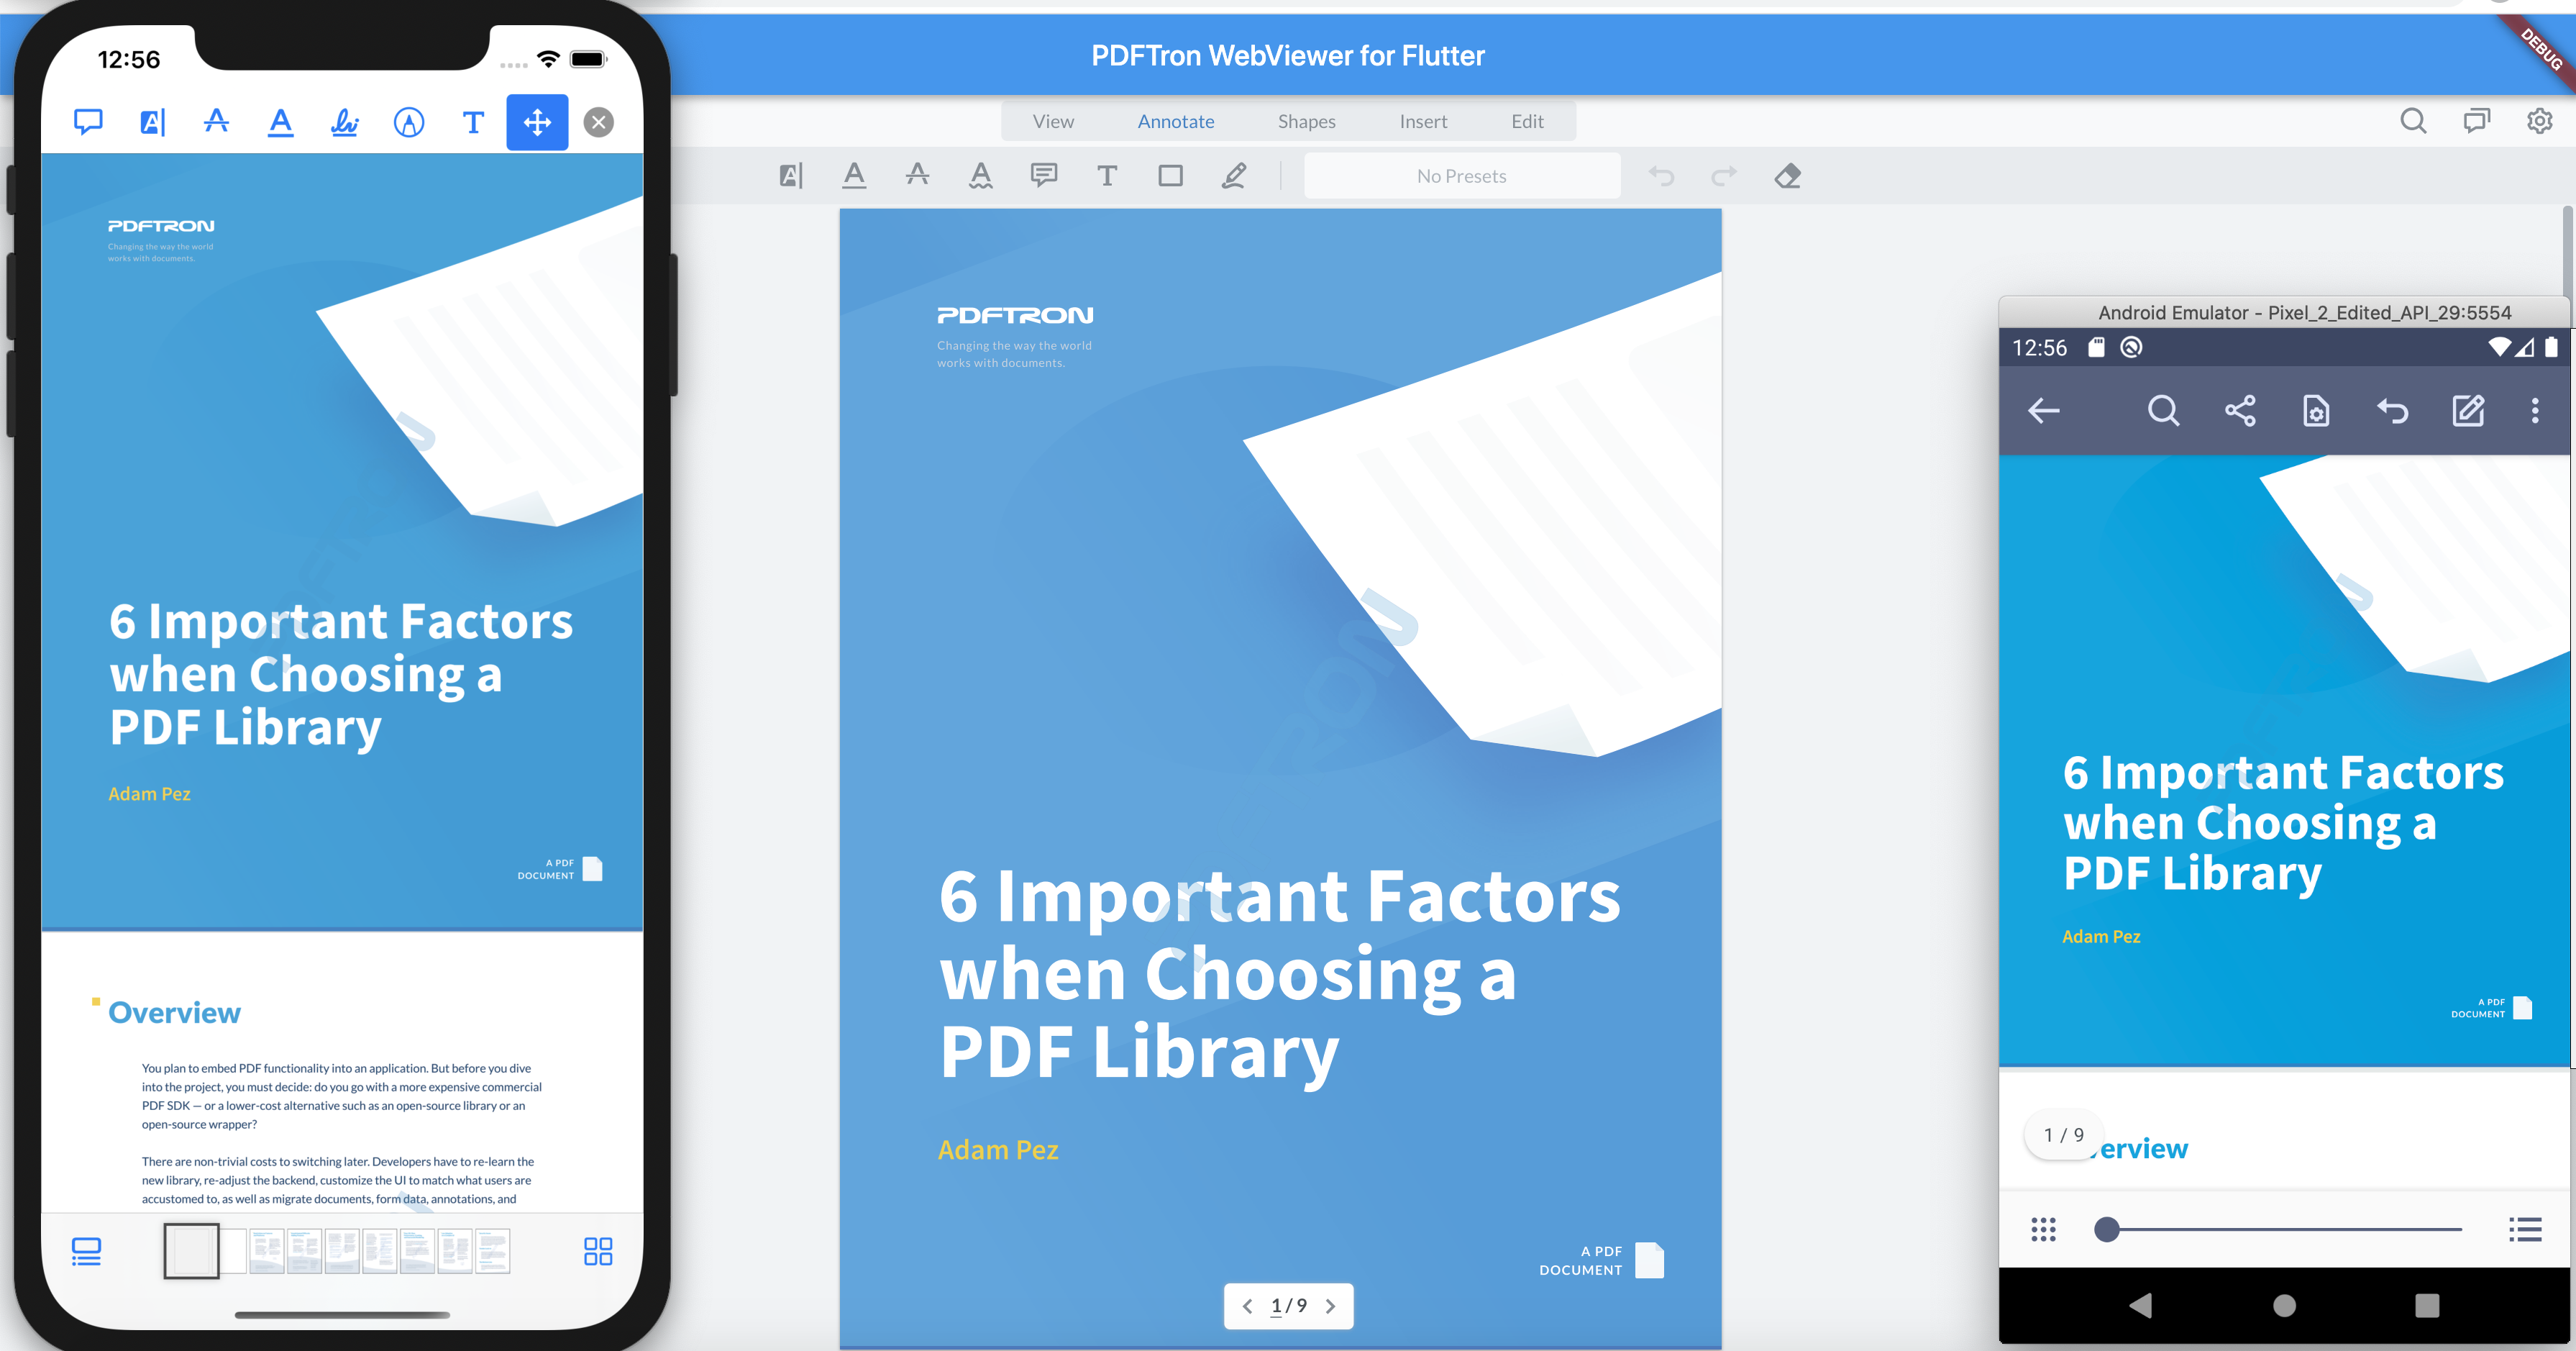 12:56
PDFTRON
Changing the way the world
works with documents.
6 Important Factors
when Choosing a
PDF Library
Adam Pez
A PDF
DOCUMENT
Overview
You plan to embed PDF functionality into an application. But before you dive
into the project, you must decide: do you go with a more expensive commercial
PDF SDK — or a lower-cost alternative such as an open-source library or an
open-source wrapper?
There are non-trivial costs to switching later. Developers have to re-learn the
new library, re-adjust the backend, customize the UI to match what users are
accustomed to, as well as migrate documents, form data, annotations, and
PDFTron WebViewer for Flutter
DEBUG
View Annotate Shapes Insert Edit
No Presets
PDFTRON
Changing the way the world
works with documents.
PDFTRON
6 Important Factors
when Choosing a
PDF Library
Adam Pez
A PDF
DOCUMENT
1/9
Android Emulator - Pixel_2_Edited_API_29:5554
12:56
6 Important Factors
when Choosing a
PDF Library
Adam Pez
A PDF
DOCUMENT
1 / 9
erview